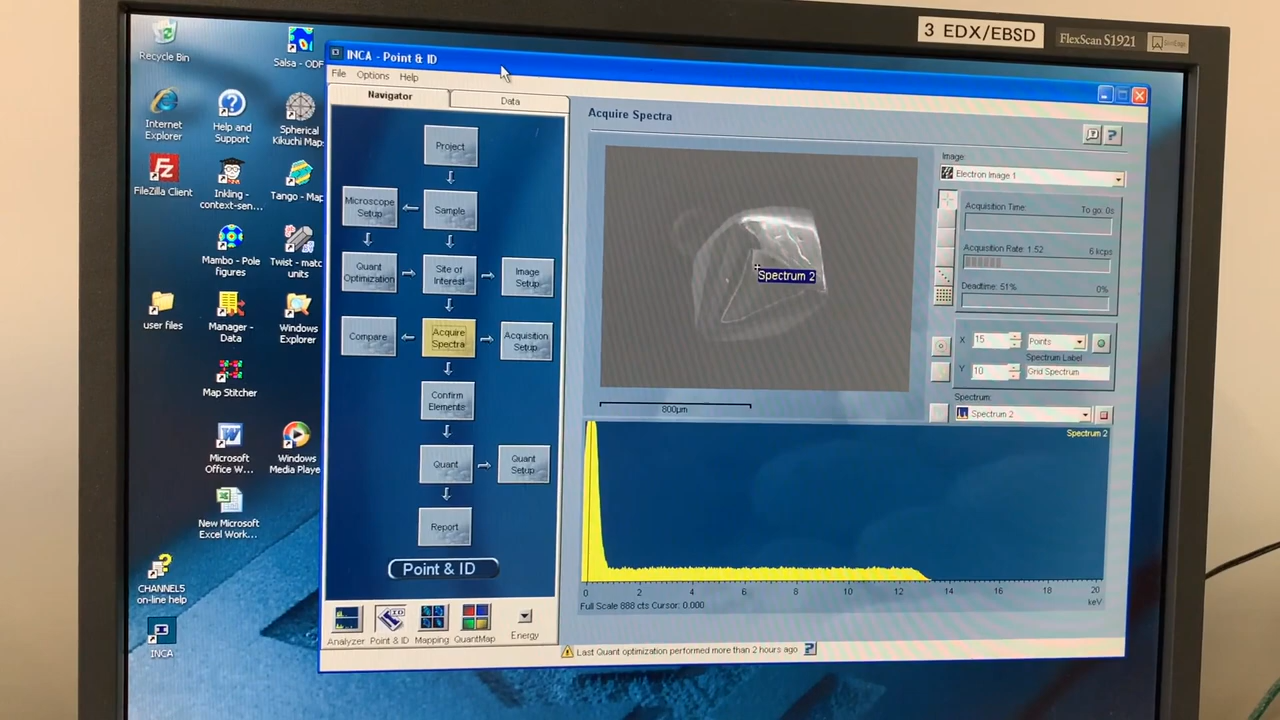 3 EDX/EBSD
FlexScan S1921
Recycle Bin
Salsa - ODF
Internet Explorer
Help and Support
Spherical Kikuchi Map
FileZilla Client
Inkling - context-sen...
Tango - Map
Mambo - Pole figures
Twist - matc units
user files
Manager - Data
Windows Explorer
Map Stitcher
Microsoft Office W...
Windows Media Playe
New Microsoft Excel Work...
CHANNEL5 on-line help
INCA
INCA - Point & ID
File Options Help
Navigator
Data
Project
Microscope Setup
Sample
Quant Optimization
Site of Interest
Image Setup
Compare
Acquire Spectra
Acquisition Setup
Confirm Elements
Quant
Quant Setup
Report
Point & ID
Analyzer
Point & ID
Mapping
QuantMap
Energy
Acquire Spectra
Spectrum 2
800µm
Image:
Electron Image 1
Acquisition Time:
To go: 0s
Acquisition Rate: 1.52
6 kcps
Deadtime: 51%
0%
X 15
Points
Spectrum Label
Y 10
Grid Spectrum
Spectrum:
Spectrum 2
Spectrum 2
0 2 4 6 8 10 12 14 16 18 20
keV
Full Scale 888 cts Cursor: 0.000
Last Quant optimization performed more than 2 hours ago